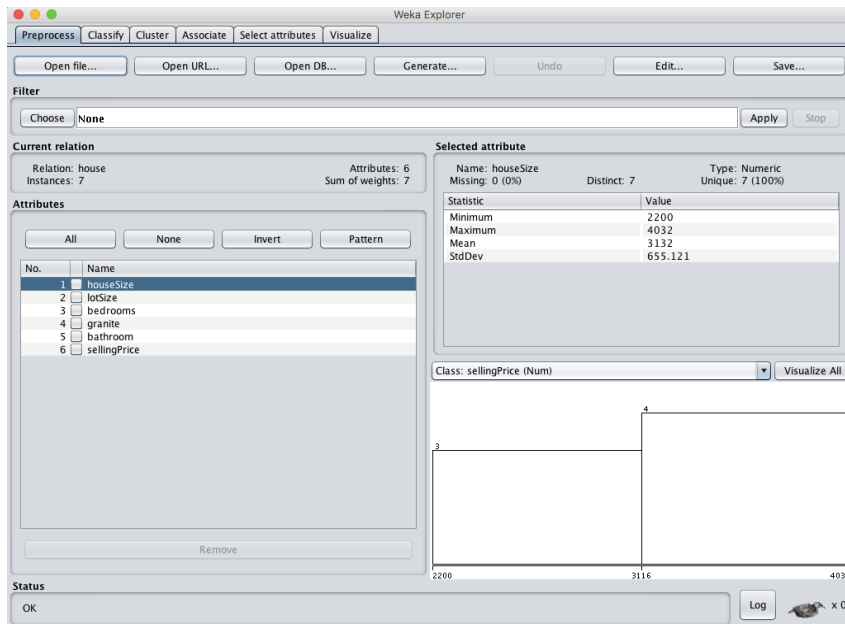 Weka Explorer
Preprocess Classify Cluster Associate Select attributes Visualize
Open file... Open URL... Open DB... Generate... Undo Edit... Save...
Filter
Choose None Apply Stop
Current relation
Relation: house Attributes: 6
Instances: 7 Sum of weights: 7
Attributes
All None Invert Pattern
No. Name
1 houseSize
2 lotSize
3 bedrooms
4 granite
5 bathroom
6 sellingPrice
Remove
Selected attribute
Name: houseSize Type: Numeric
Missing: 0 (0%) Distinct: 7 Unique: 7 (100%)
Statistic Value
Minimum 2200
Maximum 4032
Mean 3132
StdDev 655.121
Class: sellingPrice (Num) Visualize All
4
3
2200 3116 403
Status
OK Log x 0